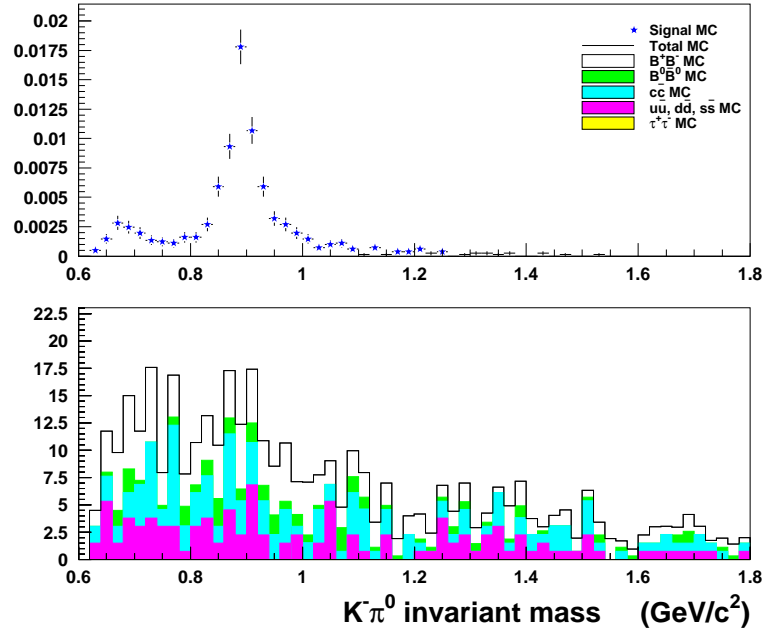 0.02
0.0175
0.015
0.0125
0.01
0.0075
0.005
0.0025
0
0.6 0.8 1 1.2 1.4 1.6 1.8
Signal MC
Total MC
B⁺B⁻ MC
B⁰B̄⁰ MC
cc̄ MC
uū, dd̄, ss̄ MC
τ⁺τ⁻ MC
22.5
20
17.5
15
12.5
10
7.5
5
2.5
0
0.6 0.8 1 1.2 1.4 1.6 1.8
K⁻π⁰ invariant mass (GeV/c²)